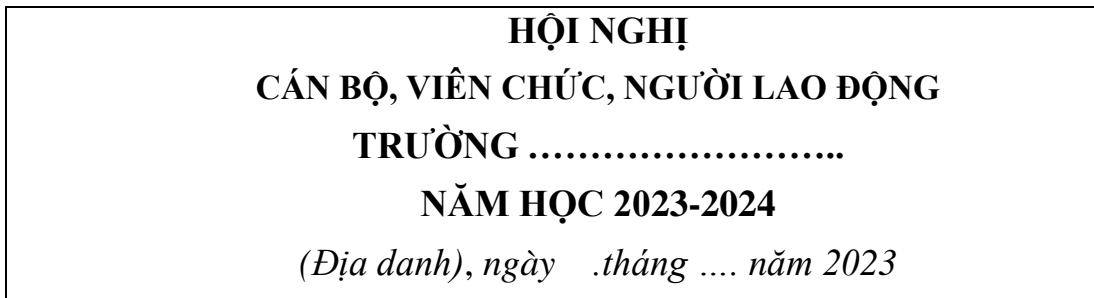 HỘI NGHỊ
CÁN BỘ, VIÊN CHỨC, NGƯỜI LAO ĐỘNG
TRƯỜNG ……………………..
NĂM HỌC 2023-2024
(Địa danh), ngày .tháng …. năm 2023